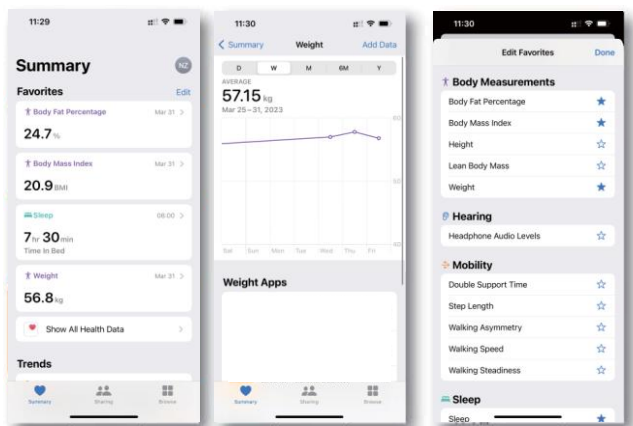 11:29
Summary
NZ
Favorites
Edit
Body Fat Percentage
Mar 31
24.7 %
Body Mass Index
Mar 31
20.9 BMI
Sleep
06:00
7 hr 30 min
Time In Bed
Weight
Mar 31
56.8 kg
Show All Health Data
Trends
Summary
Sharing
Browse
11:30
Summary
Weight
Add Data
D W M 6M Y
AVERAGE
57.15 kg
Mar 25–31, 2023
60
50
40
Sat Sun Mon Tue Wed Thu Fri
Weight Apps
Summary
Sharing
Browse
11:30
Edit Favorites
Done
Body Measurements
Body Fat Percentage
Body Mass Index
Height
Lean Body Mass
Weight
Hearing
Headphone Audio Levels
Mobility
Double Support Time
Step Length
Walking Asymmetry
Walking Speed
Walking Steadiness
Sleep
Sleep